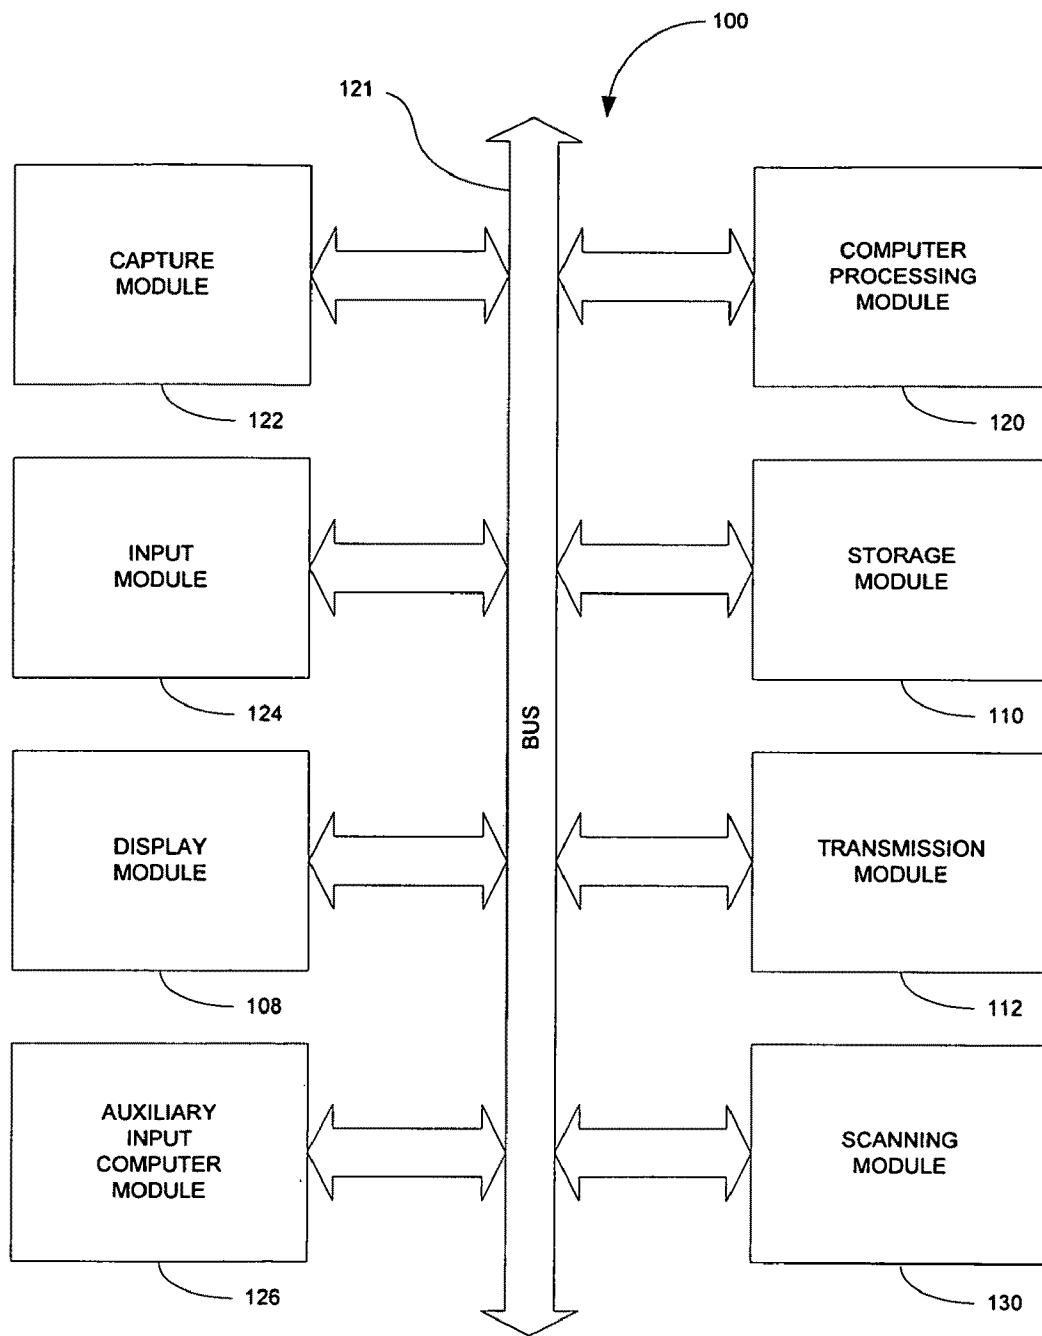 100
121
CAPTURE
MODULE
122
COMPUTER
PROCESSING
MODULE
120
INPUT
MODULE
124
STORAGE
MODULE
110
BUS
DISPLAY
MODULE
108
TRANSMISSION
MODULE
112
AUXILIARY
INPUT
COMPUTER
MODULE
126
SCANNING
MODULE
130